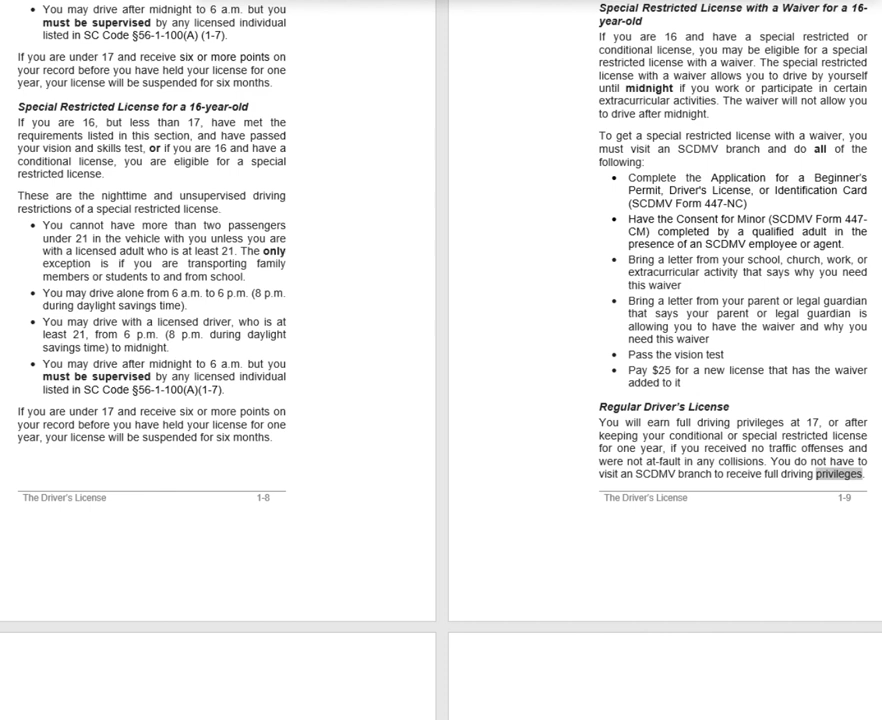 • You may drive after midnight to 6 a.m. but you
must be supervised by any licensed individual
listed in SC Code §56-1-100(A) (1-7).
If you are under 17 and receive six or more points on
your record before you have held your license for one
year, your license will be suspended for six months.
Special Restricted License for a 16-year-old
If you are 16, but less than 17, have met the
requirements listed in this section, and have passed
your vision and skills test, or if you are 16 and have a
conditional license, you are eligible for a special
restricted license.
These are the nighttime and unsupervised driving
restrictions of a special restricted license.
• You cannot have more than two passengers
under 21 in the vehicle with you unless you are
with a licensed adult who is at least 21. The only
exception is if you are transporting family
members or students to and from school.
• You may drive alone from 6 a.m. to 6 p.m. (8 p.m.
during daylight savings time).
• You may drive with a licensed driver, who is at
least 21, from 6 p.m. (8 p.m. during daylight
savings time) to midnight.
• You may drive after midnight to 6 a.m. but you
must be supervised by any licensed individual
listed in SC Code §56-1-100(A)(1-7).
If you are under 17 and receive six or more points on
your record before you have held your license for one
year, your license will be suspended for six months.
The Driver's License 1-8
Special Restricted License with a Waiver for a 16-
year-old
If you are 16 and have a special restricted or
conditional license, you may be eligible for a special
restricted license with a waiver. The special restricted
license with a waiver allows you to drive by yourself
until midnight if you work or participate in certain
extracurricular activities. The waiver will not allow you
to drive after midnight.
To get a special restricted license with a waiver, you
must visit an SCDMV branch and do all of the
following:
• Complete the Application for a Beginner's
Permit, Driver's License, or Identification Card
(SCDMV Form 447-NC)
• Have the Consent for Minor (SCDMV Form 447-
CM) completed by a qualified adult in the
presence of an SCDMV employee or agent.
• Bring a letter from your school, church, work, or
extracurricular activity that says why you need
this waiver
• Bring a letter from your parent or legal guardian
that says your parent or legal guardian is
allowing you to have the waiver and why you
need this waiver
• Pass the vision test
• Pay $25 for a new license that has the waiver
added to it
Regular Driver's License
You will earn full driving privileges at 17, or after
keeping your conditional or special restricted license
for one year, if you received no traffic offenses and
were not at-fault in any collisions. You do not have to
visit an SCDMV branch to receive full driving privileges.
The Driver's License 1-9